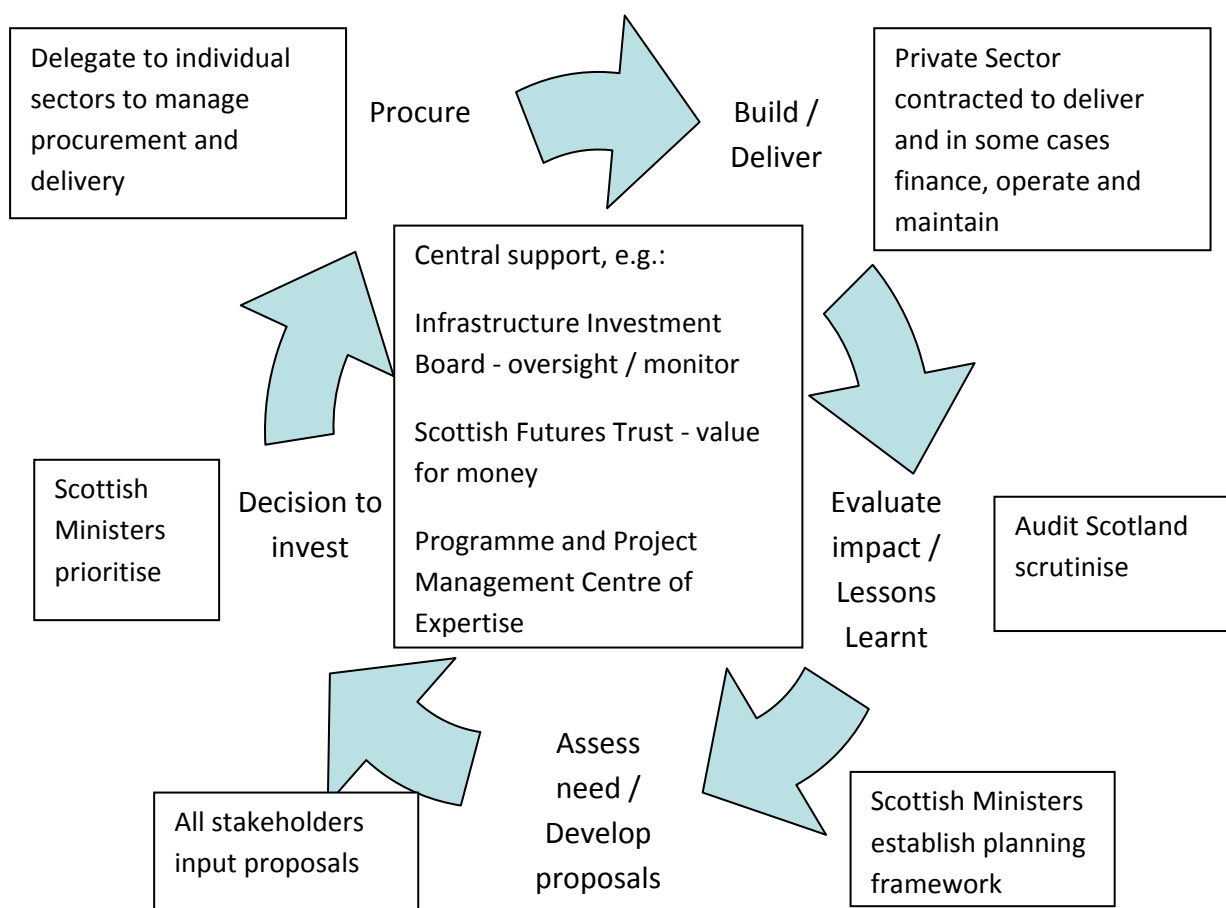 Delegate to individual
sectors to manage
procurement and
delivery
Procure
Build /
Deliver
Private Sector
contracted to deliver
and in some cases
finance, operate and
maintain
Central support, e.g.:
Infrastructure Investment
Board - oversight / monitor
Scottish Futures Trust - value
for money
Programme and Project
Management Centre of
Expertise
Scottish
Ministers
prioritise
Decision to
invest
Evaluate
impact /
Lessons
Learnt
Audit Scotland
scrutinise
All stakeholders
input proposals
Assess
need /
Develop
proposals
Scottish Ministers
establish planning
framework